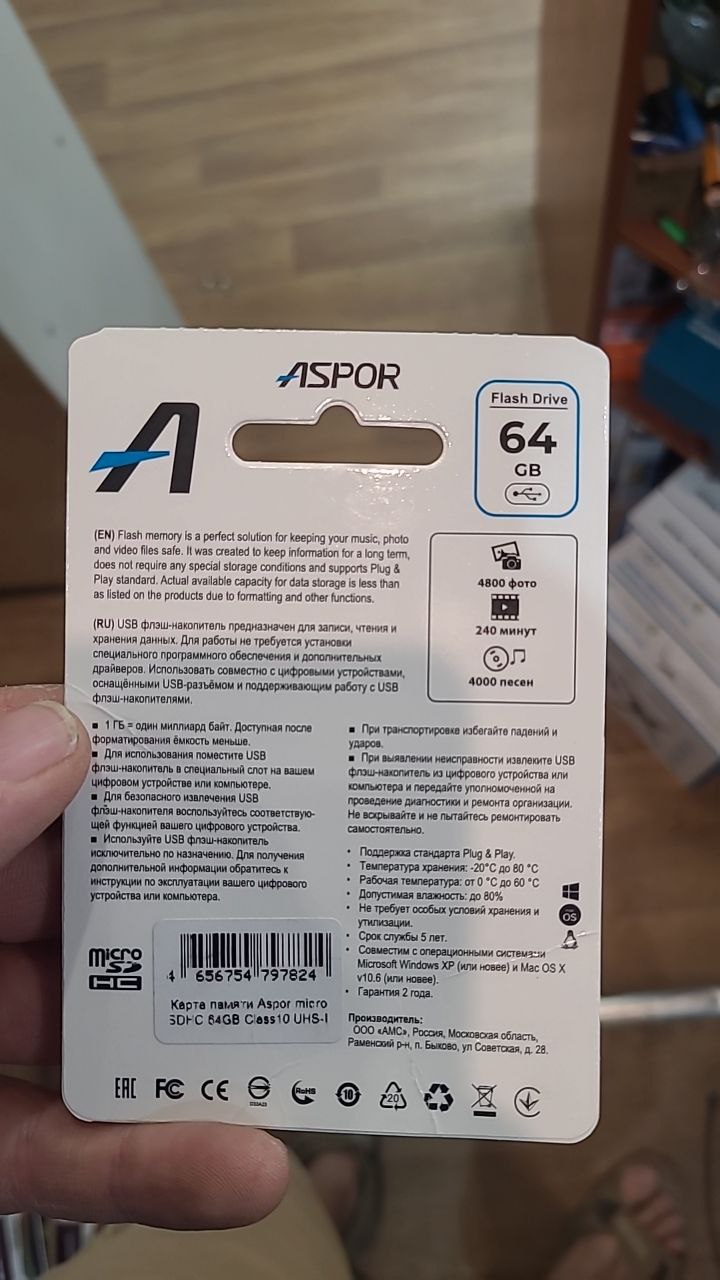 ASPOR
Flash Drive
64
GB
(EN) Flash memory is a perfect solution for keeping your music, photo
and video files safe. It was created to keep information for a long term,
does not require any special storage conditions and supports Plug &
Play standard. Actual available capacity for data storage is less than
as listed on the products due to formatting and other functions.
4800 фото
240 минут
4000 песен
(RU) USB флэш-накопитель предназначен для записи, чтения и
хранения данных. Для работы не требуется установки
специального программного обеспечения и дополнительных
драйверов. Использовать совместно с цифровыми устройствами,
оснащёнными USB-разъёмом и поддерживающим работу с USB
флэш-накопителями.
▪ 1 ГБ = один миллиард байт. Доступная после
форматирования ёмкость меньше.
▪ Для использования поместите USB
флэш-накопитель в специальный слот на вашем
цифровом устройстве или компьютере.
▪ Для безопасного извлечения USB
флэш-накопителя воспользуйтесь соответствую-
щей функцией вашего цифрового устройства.
▪ Используйте USB флэш-накопитель
исключительно по назначению. Для получения
дополнительной информации обратитесь к
инструкции по эксплуатации вашего цифрового
устройства или компьютера.
▪ При транспортировке избегайте падений и
ударов.
▪ При выявлении неисправности извлеките USB
флэш-накопитель из цифрового устройства или
компьютера и передайте уполномоченной на
проведение диагностики и ремонта организации.
Не вскрывайте и не пытайтесь ремонтировать
самостоятельно.
• Поддержка стандарта Plug & Play.
• Температура хранения: -20°C до 80 °C
• Рабочая температура: от 0 °C до 60 °C
• Допустимая влажность: до 80%
• Не требует особых условий хранения и
утилизации.
• Срок службы 5 лет.
• Совместим с операционными системами
Microsoft Windows XP (или новее) и Mac OS X
v10.6 (или новее).
• Гарантия 2 года.
OS
micro
SD
HC
4 656754 797824
Карта памяти Aspor micro
SDHC 64GB Class10 UHS-I
Производитель:
ООО «АМС», Россия, Московская область,
Раменский р-н, п. Быково, ул Советская, д. 28.
EAC FC CE RoHS 10 20